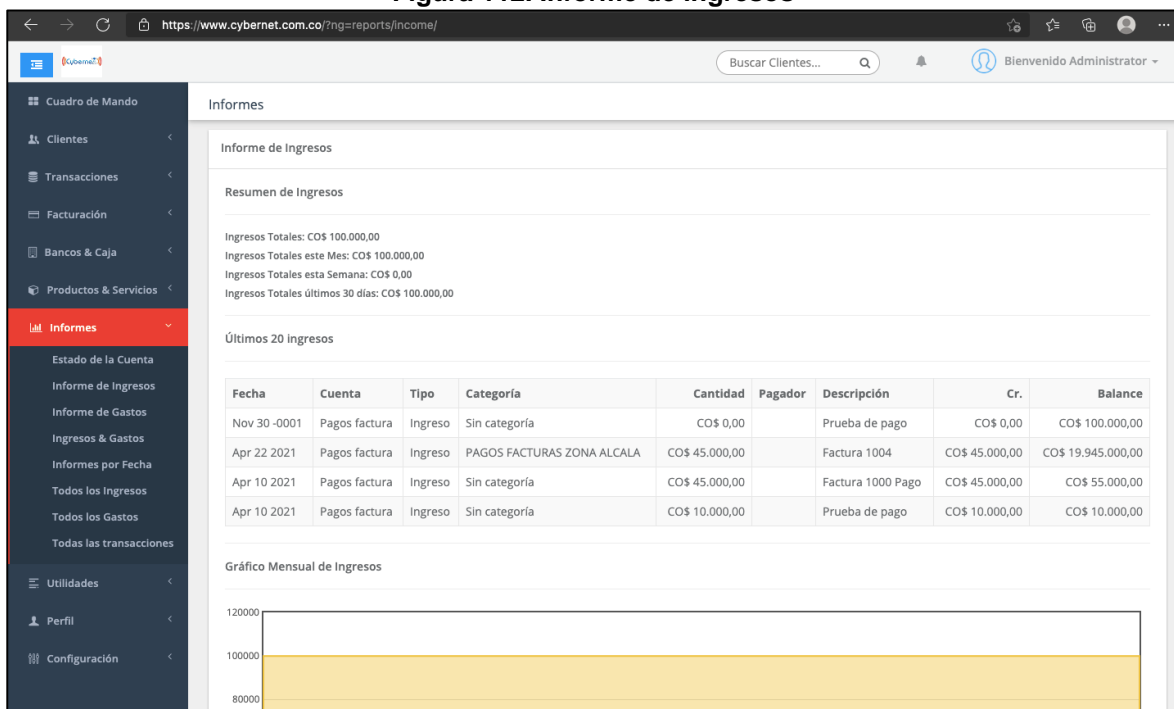 https://www.cybernet.com.co/?ng=reports/income/
Cybernet
Buscar Clientes...
Bienvenido Administrator
Cuadro de Mando
Clientes
Transacciones
Facturación
Bancos & Caja
Productos & Servicios
Informes
Estado de la Cuenta
Informe de Ingresos
Informe de Gastos
Ingresos & Gastos
Informes por Fecha
Todos los Ingresos
Todos los Gastos
Todas las transacciones
Utilidades
Perfil
Configuración
Informes
Informe de Ingresos
Resumen de Ingresos
Ingresos Totales: CO$ 100.000,00
Ingresos Totales este Mes: CO$ 100.000,00
Ingresos Totales esta Semana: CO$ 0,00
Ingresos Totales últimos 30 días: CO$ 100.000,00
Últimos 20 ingresos
Fecha Cuenta Tipo Categoría Cantidad Pagador Descripción Cr. Balance
Nov 30 -0001 Pagos factura Ingreso Sin categoría CO$ 0,00 Prueba de pago CO$ 0,00 CO$ 100.000,00
Apr 22 2021 Pagos factura Ingreso PAGOS FACTURAS ZONA ALCALA CO$ 45.000,00 Factura 1004 CO$ 45.000,00 CO$ 19.945.000,00
Apr 10 2021 Pagos factura Ingreso Sin categoría CO$ 45.000,00 Factura 1000 Pago CO$ 45.000,00 CO$ 55.000,00
Apr 10 2021 Pagos factura Ingreso Sin categoría CO$ 10.000,00 Prueba de pago CO$ 10.000,00 CO$ 10.000,00
Gráfico Mensual de Ingresos
120000
100000
80000